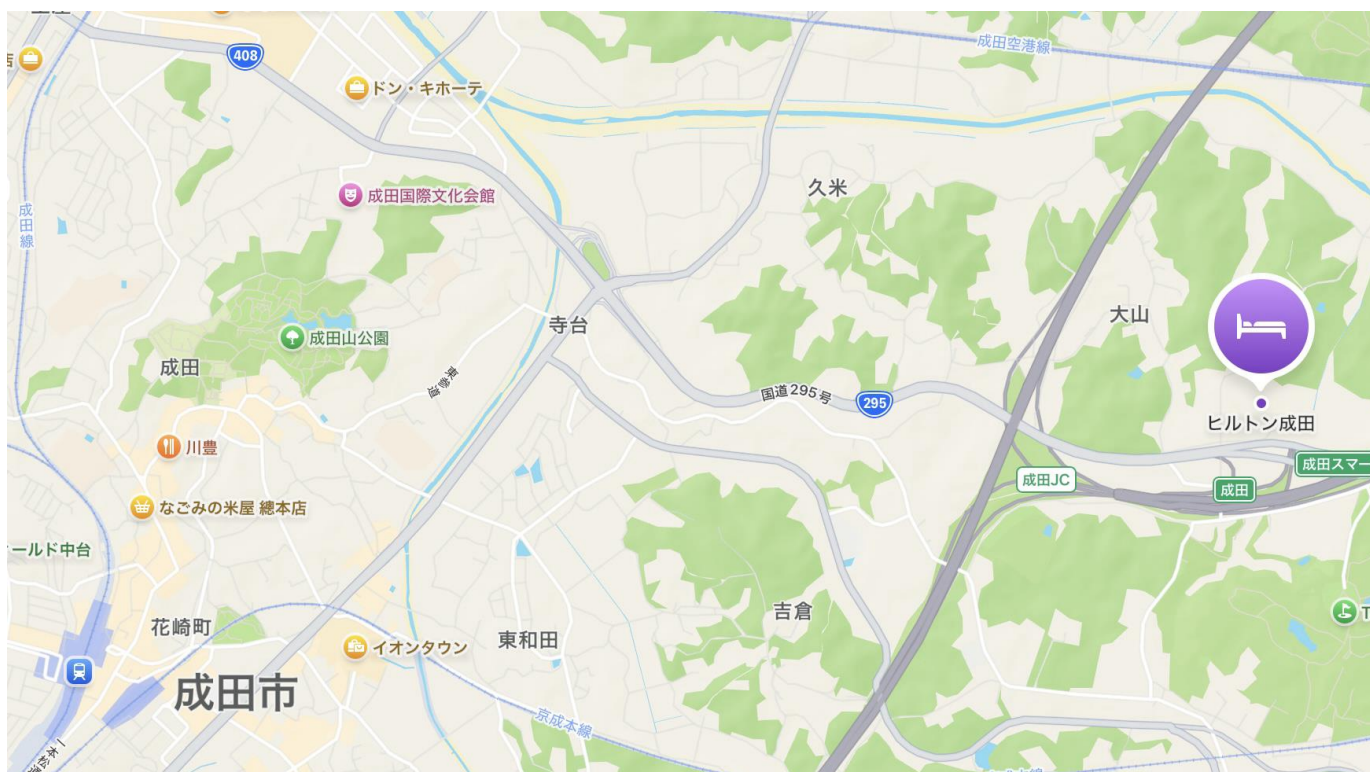 408
成田空港線
ドン・キホーテ
久米
成田国際文化会館
成田線
大山
寺台
成田山公園
成田
東参道
国道295号
295
ヒルトン成田
川豊
成田スマー
成田JC
成田
なごみの米屋 總本店
ールド中台
吉倉
花崎町
東和田
イオンタウン
成田市
京成本線